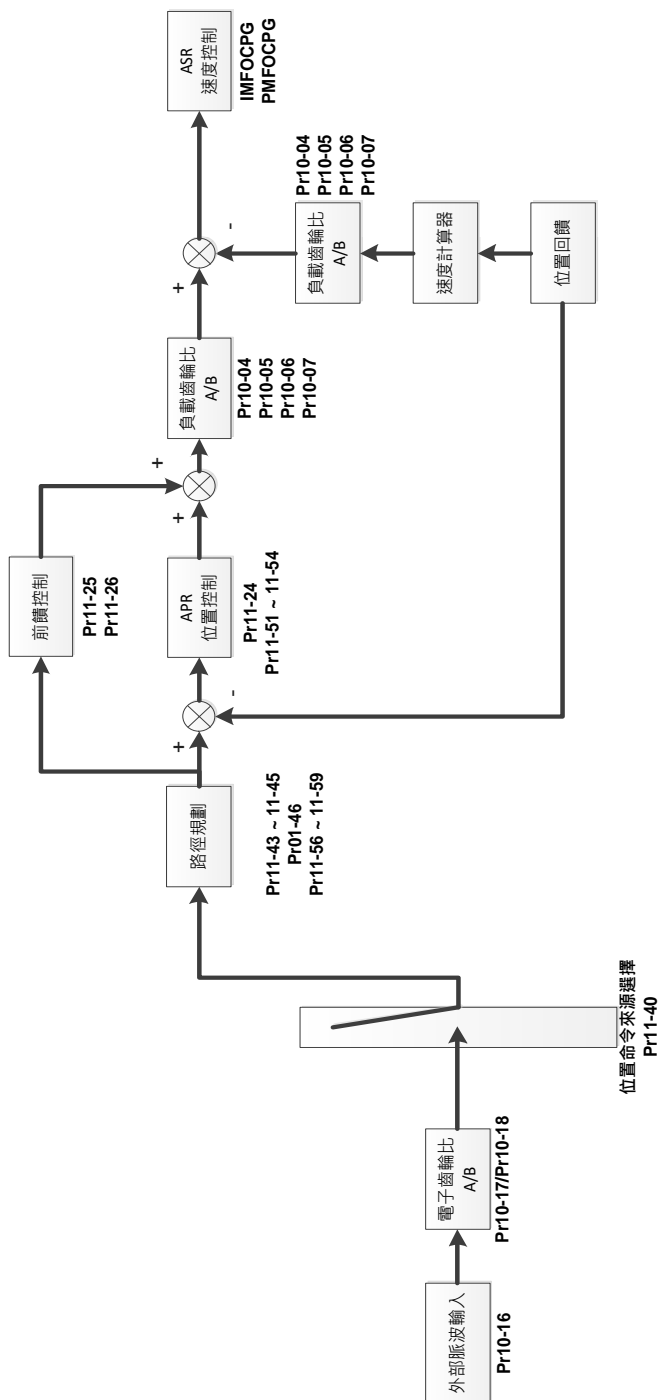 外部脈波輸入
Pr10-16
電子齒輪比
A/B
Pr10-17/Pr10-18
位置命令來源選擇
Pr11-40
路徑規劃
Pr11-43 ~ 11-45
Pr01-46
Pr11-56 ~ 11-59
+
-
前饋控制
Pr11-25
Pr11-26
APR
位置控制
Pr11-24
Pr11-51 ~ 11-54
+
+
負載齒輪比
A/B
Pr10-04
Pr10-05
Pr10-06
Pr10-07
+
-
ASR
速度控制
IMFOCPG
PMFOCPG
Pr10-04
Pr10-05
Pr10-06
Pr10-07
負載齒輪比
A/B
速度計算器
位置回饋